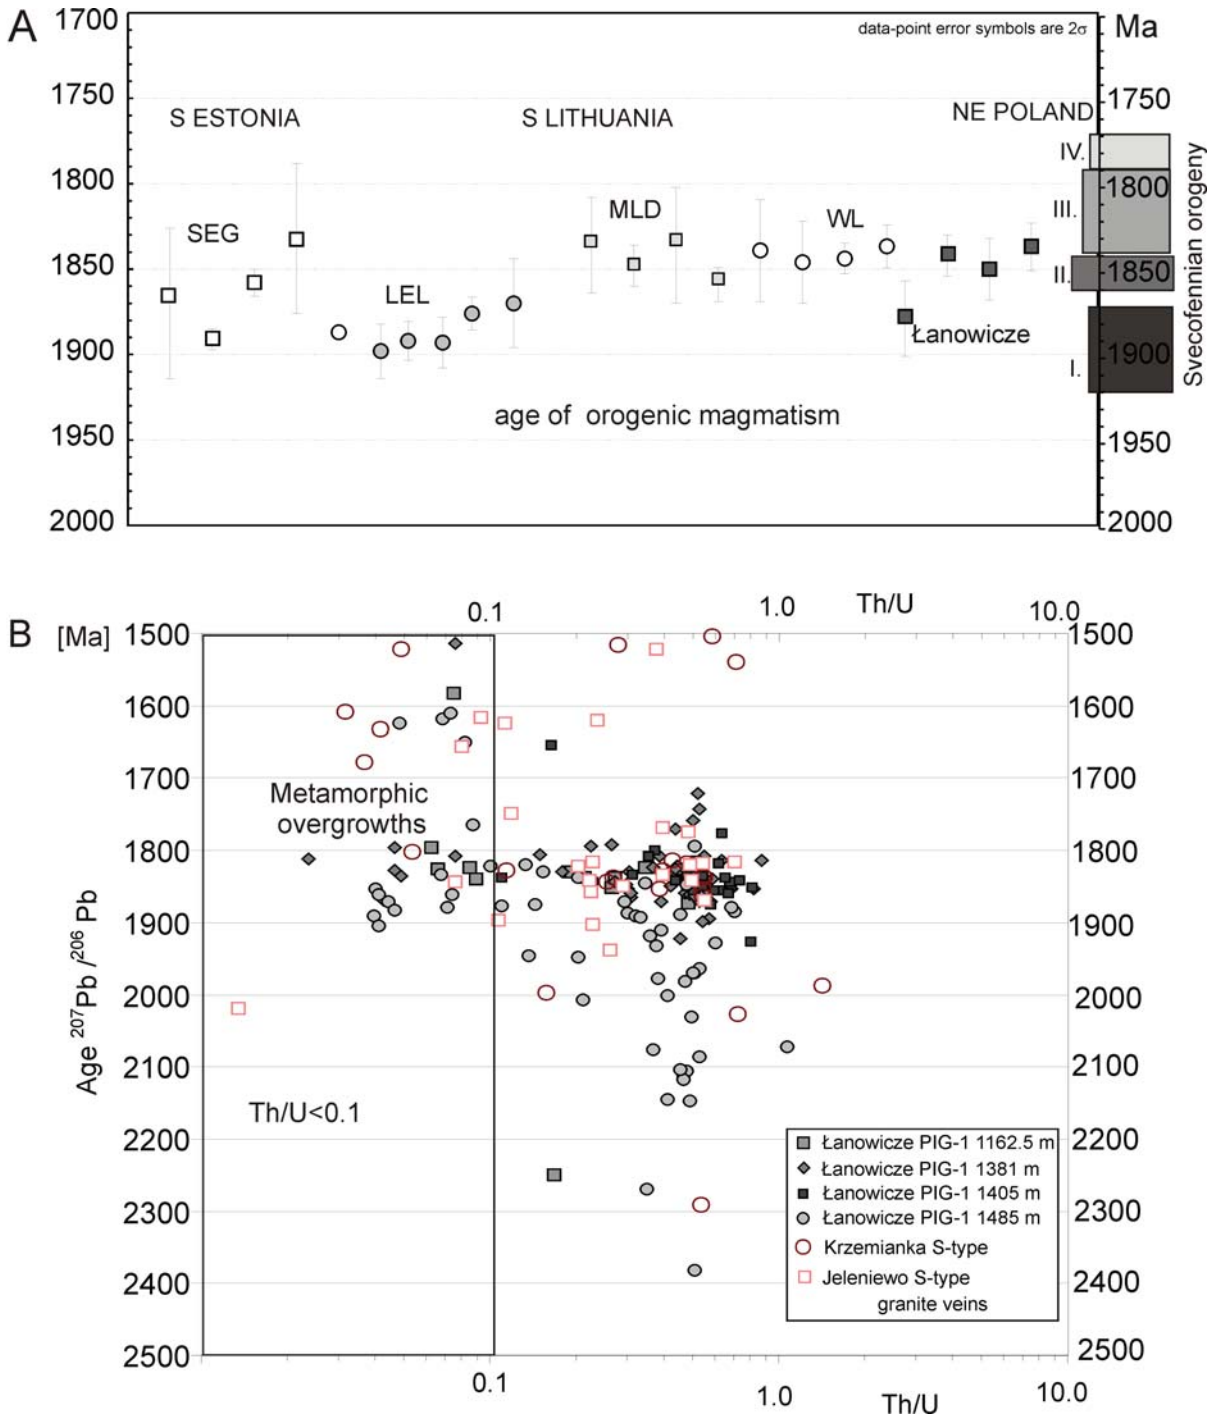 A
1700
data-point error symbols are 2σ
Ma
1750
1750
S ESTONIA
S LITHUANIA
NE POLAND
IV.
1800
1800
SEG
MLD
WL
III.
1850
1850
LEL
II.
Łanowicze
1900
1900
I.
Svecofennian orogeny
age of orogenic magmatism
1950
1950
2000
2000
0.1
1.0
Th/U
10.0
B
[Ma]
1500
1500
1600
1600
1700
1700
Metamorphic
overgrowths
1800
1800
1900
1900
2000
2000
Age ²⁰⁷Pb /²⁰⁶ Pb
2100
2100
Th/U<0.1
2200
2200
2300
2300
2400
2400
2500
2500
Łanowicze PIG-1 1162.5 m
Łanowicze PIG-1 1381 m
Łanowicze PIG-1 1405 m
Łanowicze PIG-1 1485 m
Krzemianka S-type
Jeleniewo S-type
granite veins
0.1
1.0
Th/U
10.0